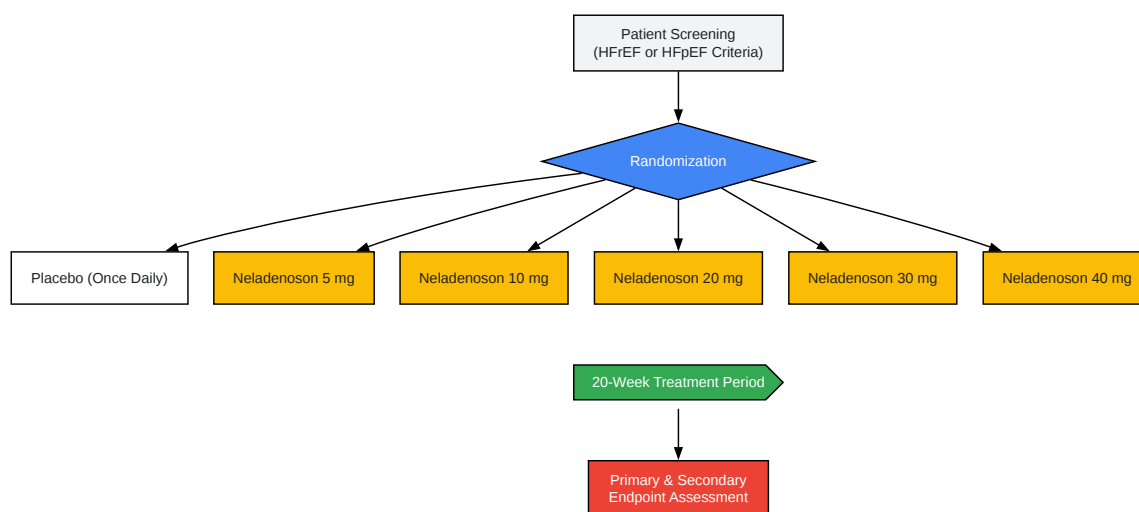 Patient Screening
(HFrEF or HFpEF Criteria)
Randomization
Placebo (Once Daily)
Neladenoson 5 mg
Neladenoson 10 mg
Neladenoson 20 mg
Neladenoson 30 mg
Neladenoson 40 mg
20-Week Treatment Period
Primary & Secondary
Endpoint Assessment